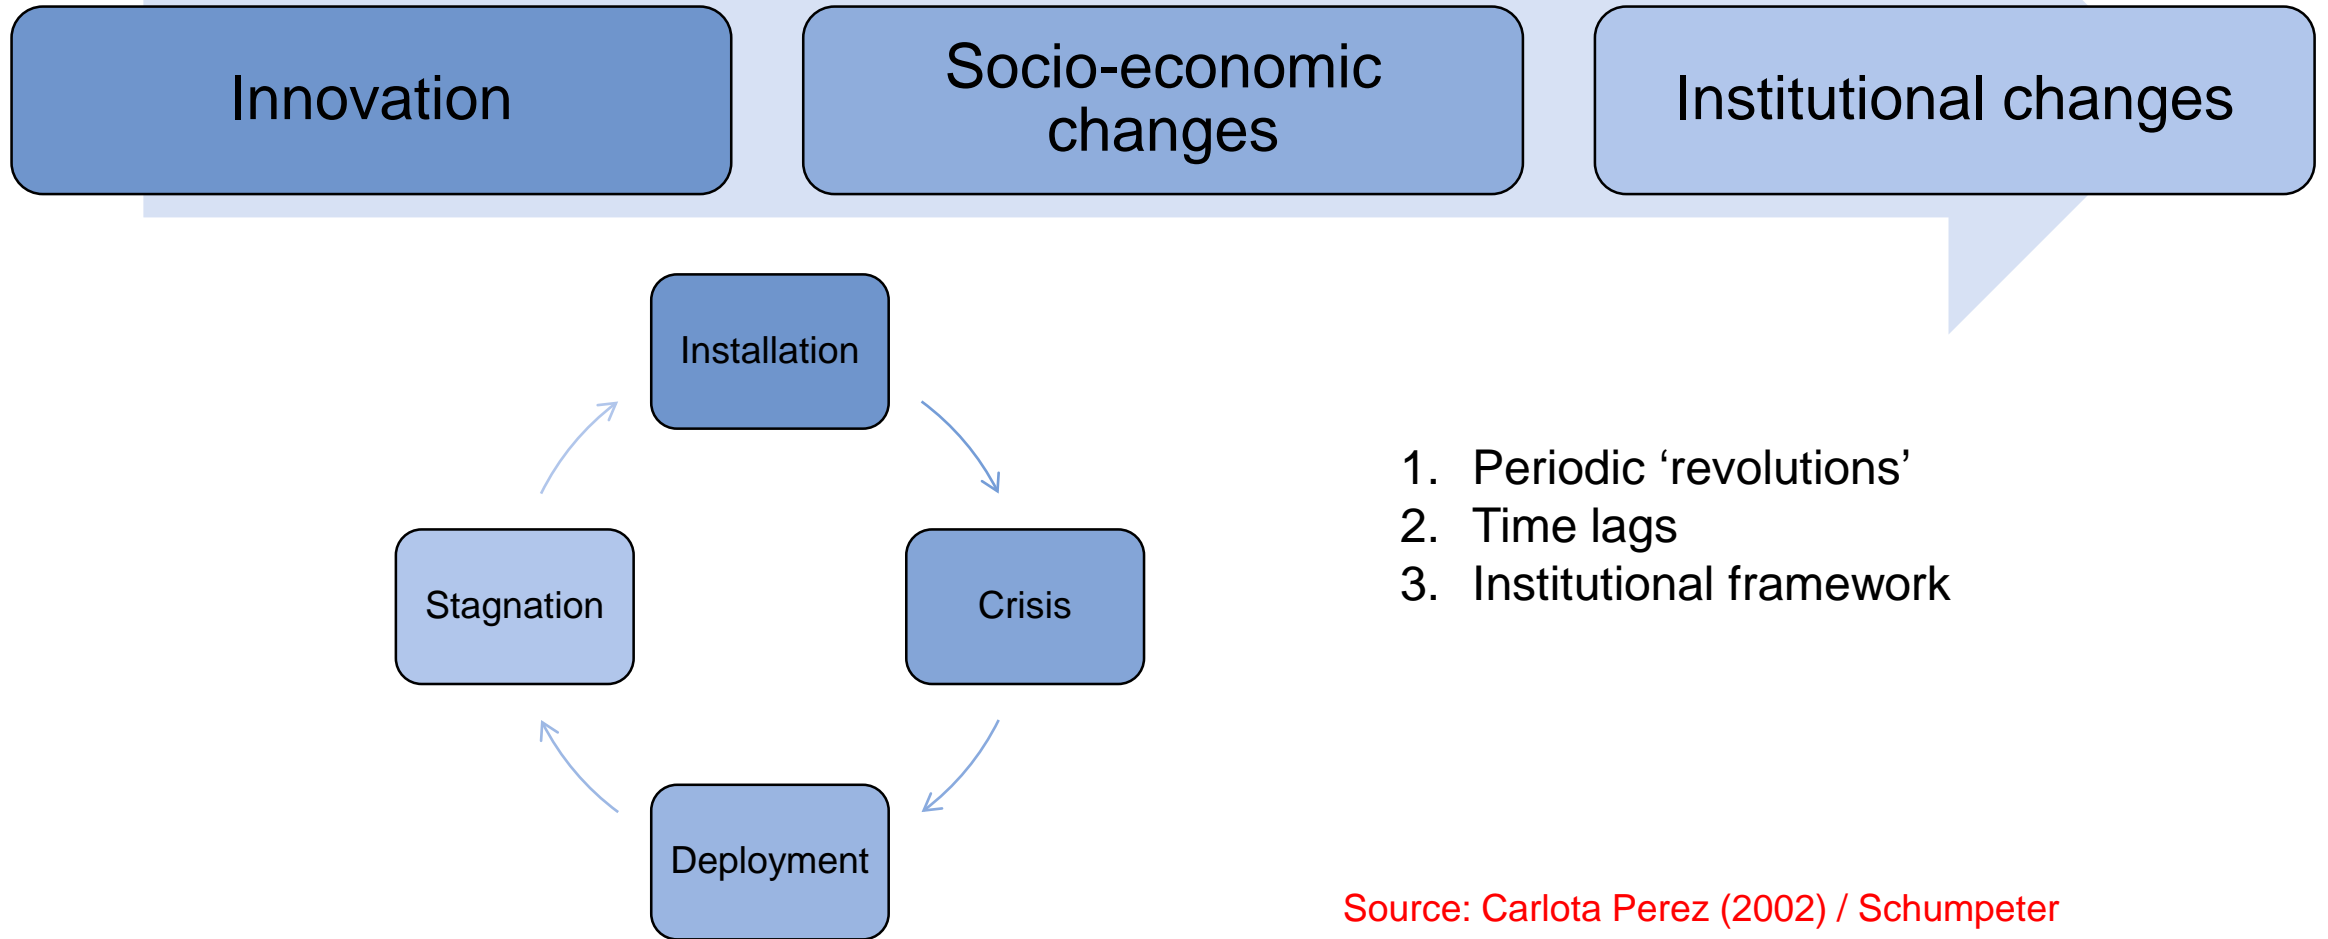 Innovation
Socio-economic
changes
Institutional changes
Installation
Crisis
Deployment
Stagnation
1. Periodic ‘revolutions’
2. Time lags
3. Institutional framework
Source: Carlota Perez (2002) / Schumpeter